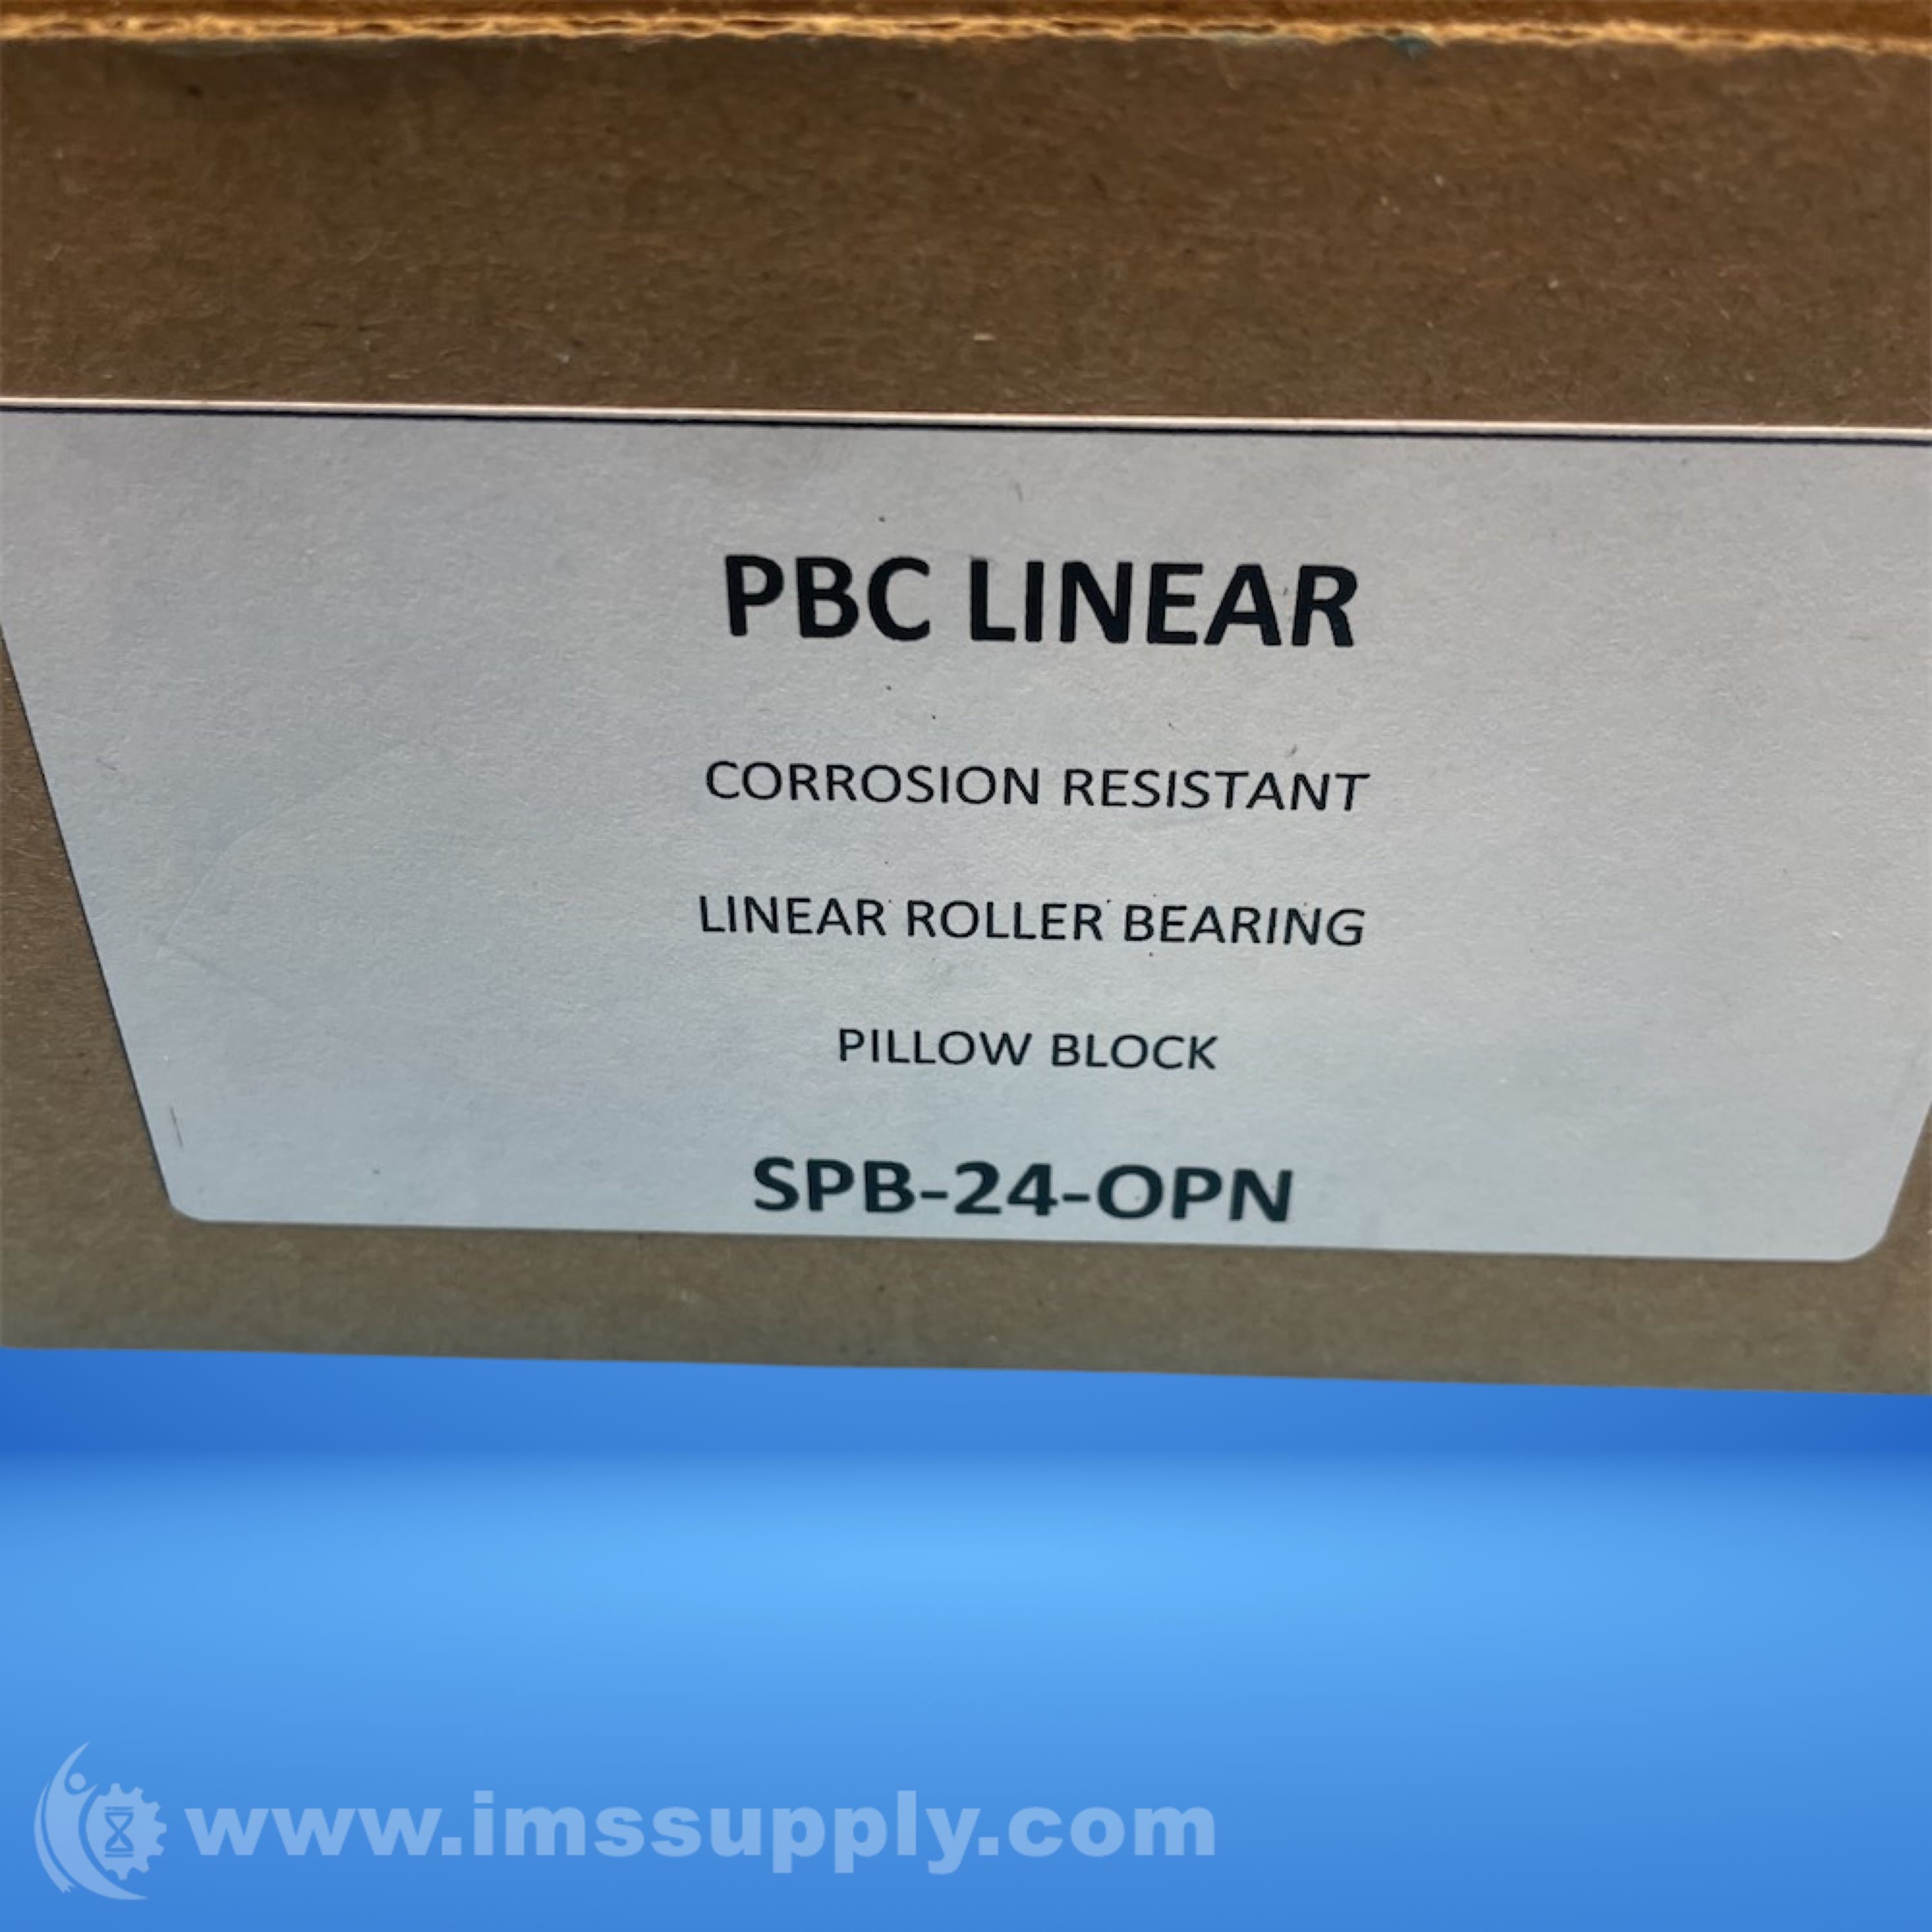 PBC LINEAR
CORROSION RESISTANT
LINEAR ROLLER BEARING
PILLOW BLOCK
SPB-24-OPN
www.imssupply.com